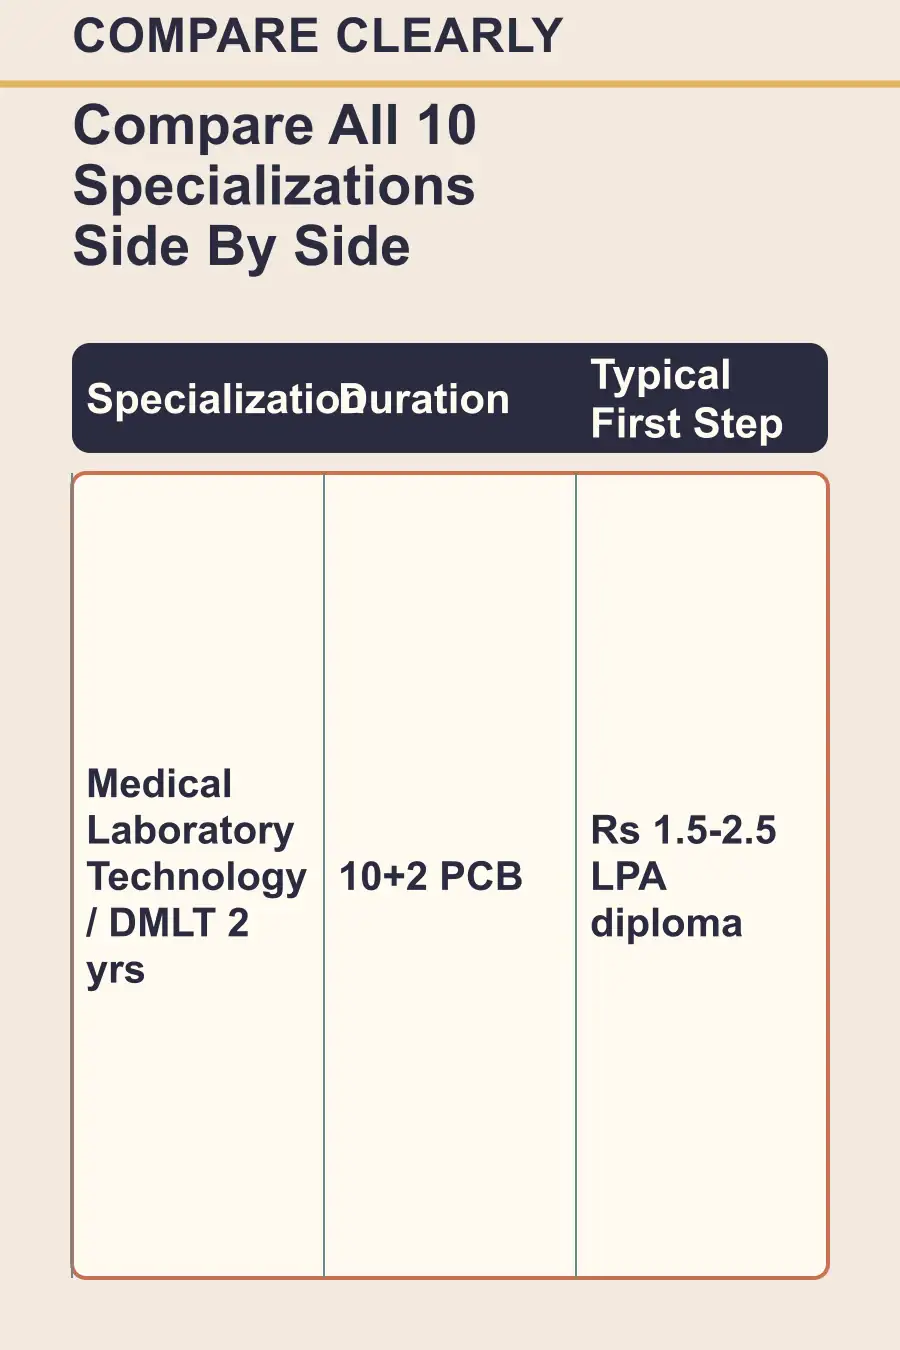 COMPARE CLEARLY
Compare All 10
Specializations
Side By Side
Specialization
Duration
Typical
First Step
Medical
Laboratory
Technology
/ DMLT 2
yrs
10+2 PCB
Rs 1.5-2.5
LPA
diploma